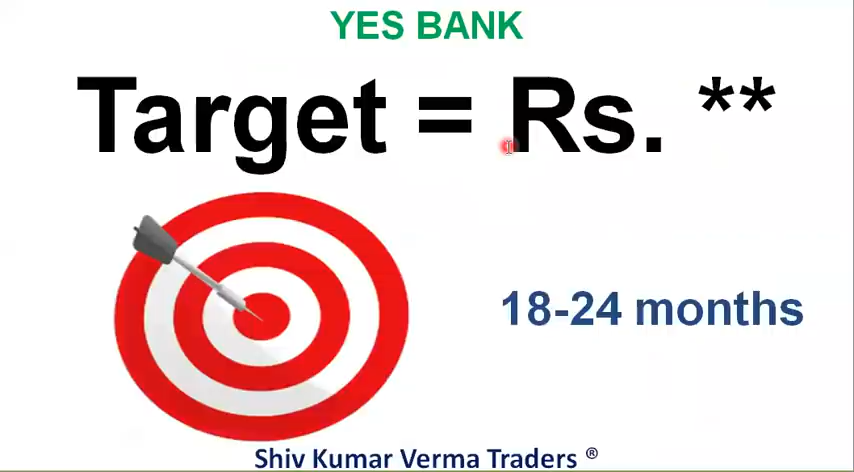 YES BANK
Target = Rs. **
18-24 months
Shiv Kumar Verma Traders ®